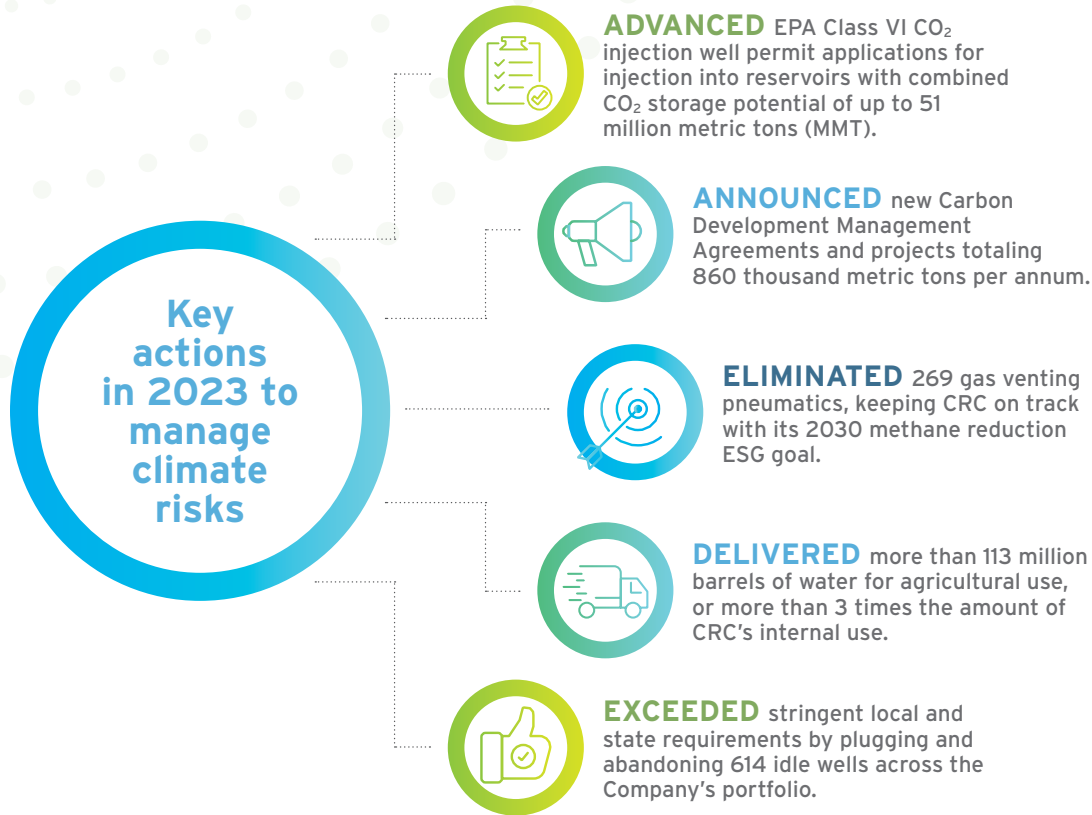 Key
actions
in 2023 to
manage
climate
risks
ADVANCED EPA Class VI CO₂
injection well permit applications for
injection into reservoirs with combined
CO₂ storage potential of up to 51
million metric tons (MMT).
ANNOUNCED new Carbon
Development Management
Agreements and projects totaling
860 thousand metric tons per annum.
ELIMINATED 269 gas venting
pneumatics, keeping CRC on track
with its 2030 methane reduction
ESG goal.
DELIVERED more than 113 million
barrels of water for agricultural use,
or more than 3 times the amount of
CRC's internal use.
EXCEEDED stringent local and
state requirements by plugging and
abandoning 614 idle wells across the
Company's portfolio.